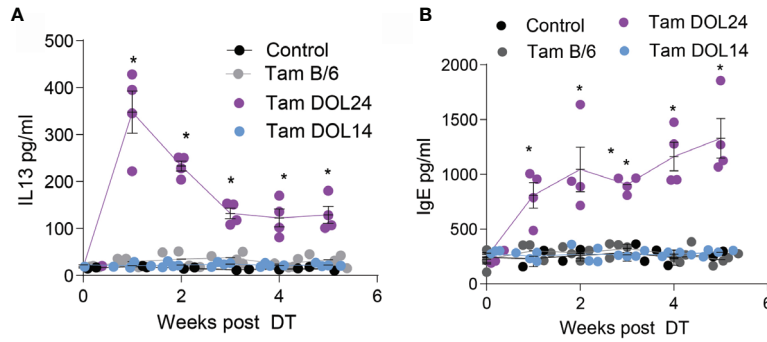 A
500
400
300
200
100
0
IL13 pg/ml
* * * * *
Control
Tam B/6
Tam DOL24
Tam DOL14
0 2 4 6
Weeks post DT
B
Control Tam DOL24
Tam B/6 Tam DOL14
2000
1500
1000
500
0
IgE pg/ml
* * * * * *
0 2 4 6
Weeks post DT